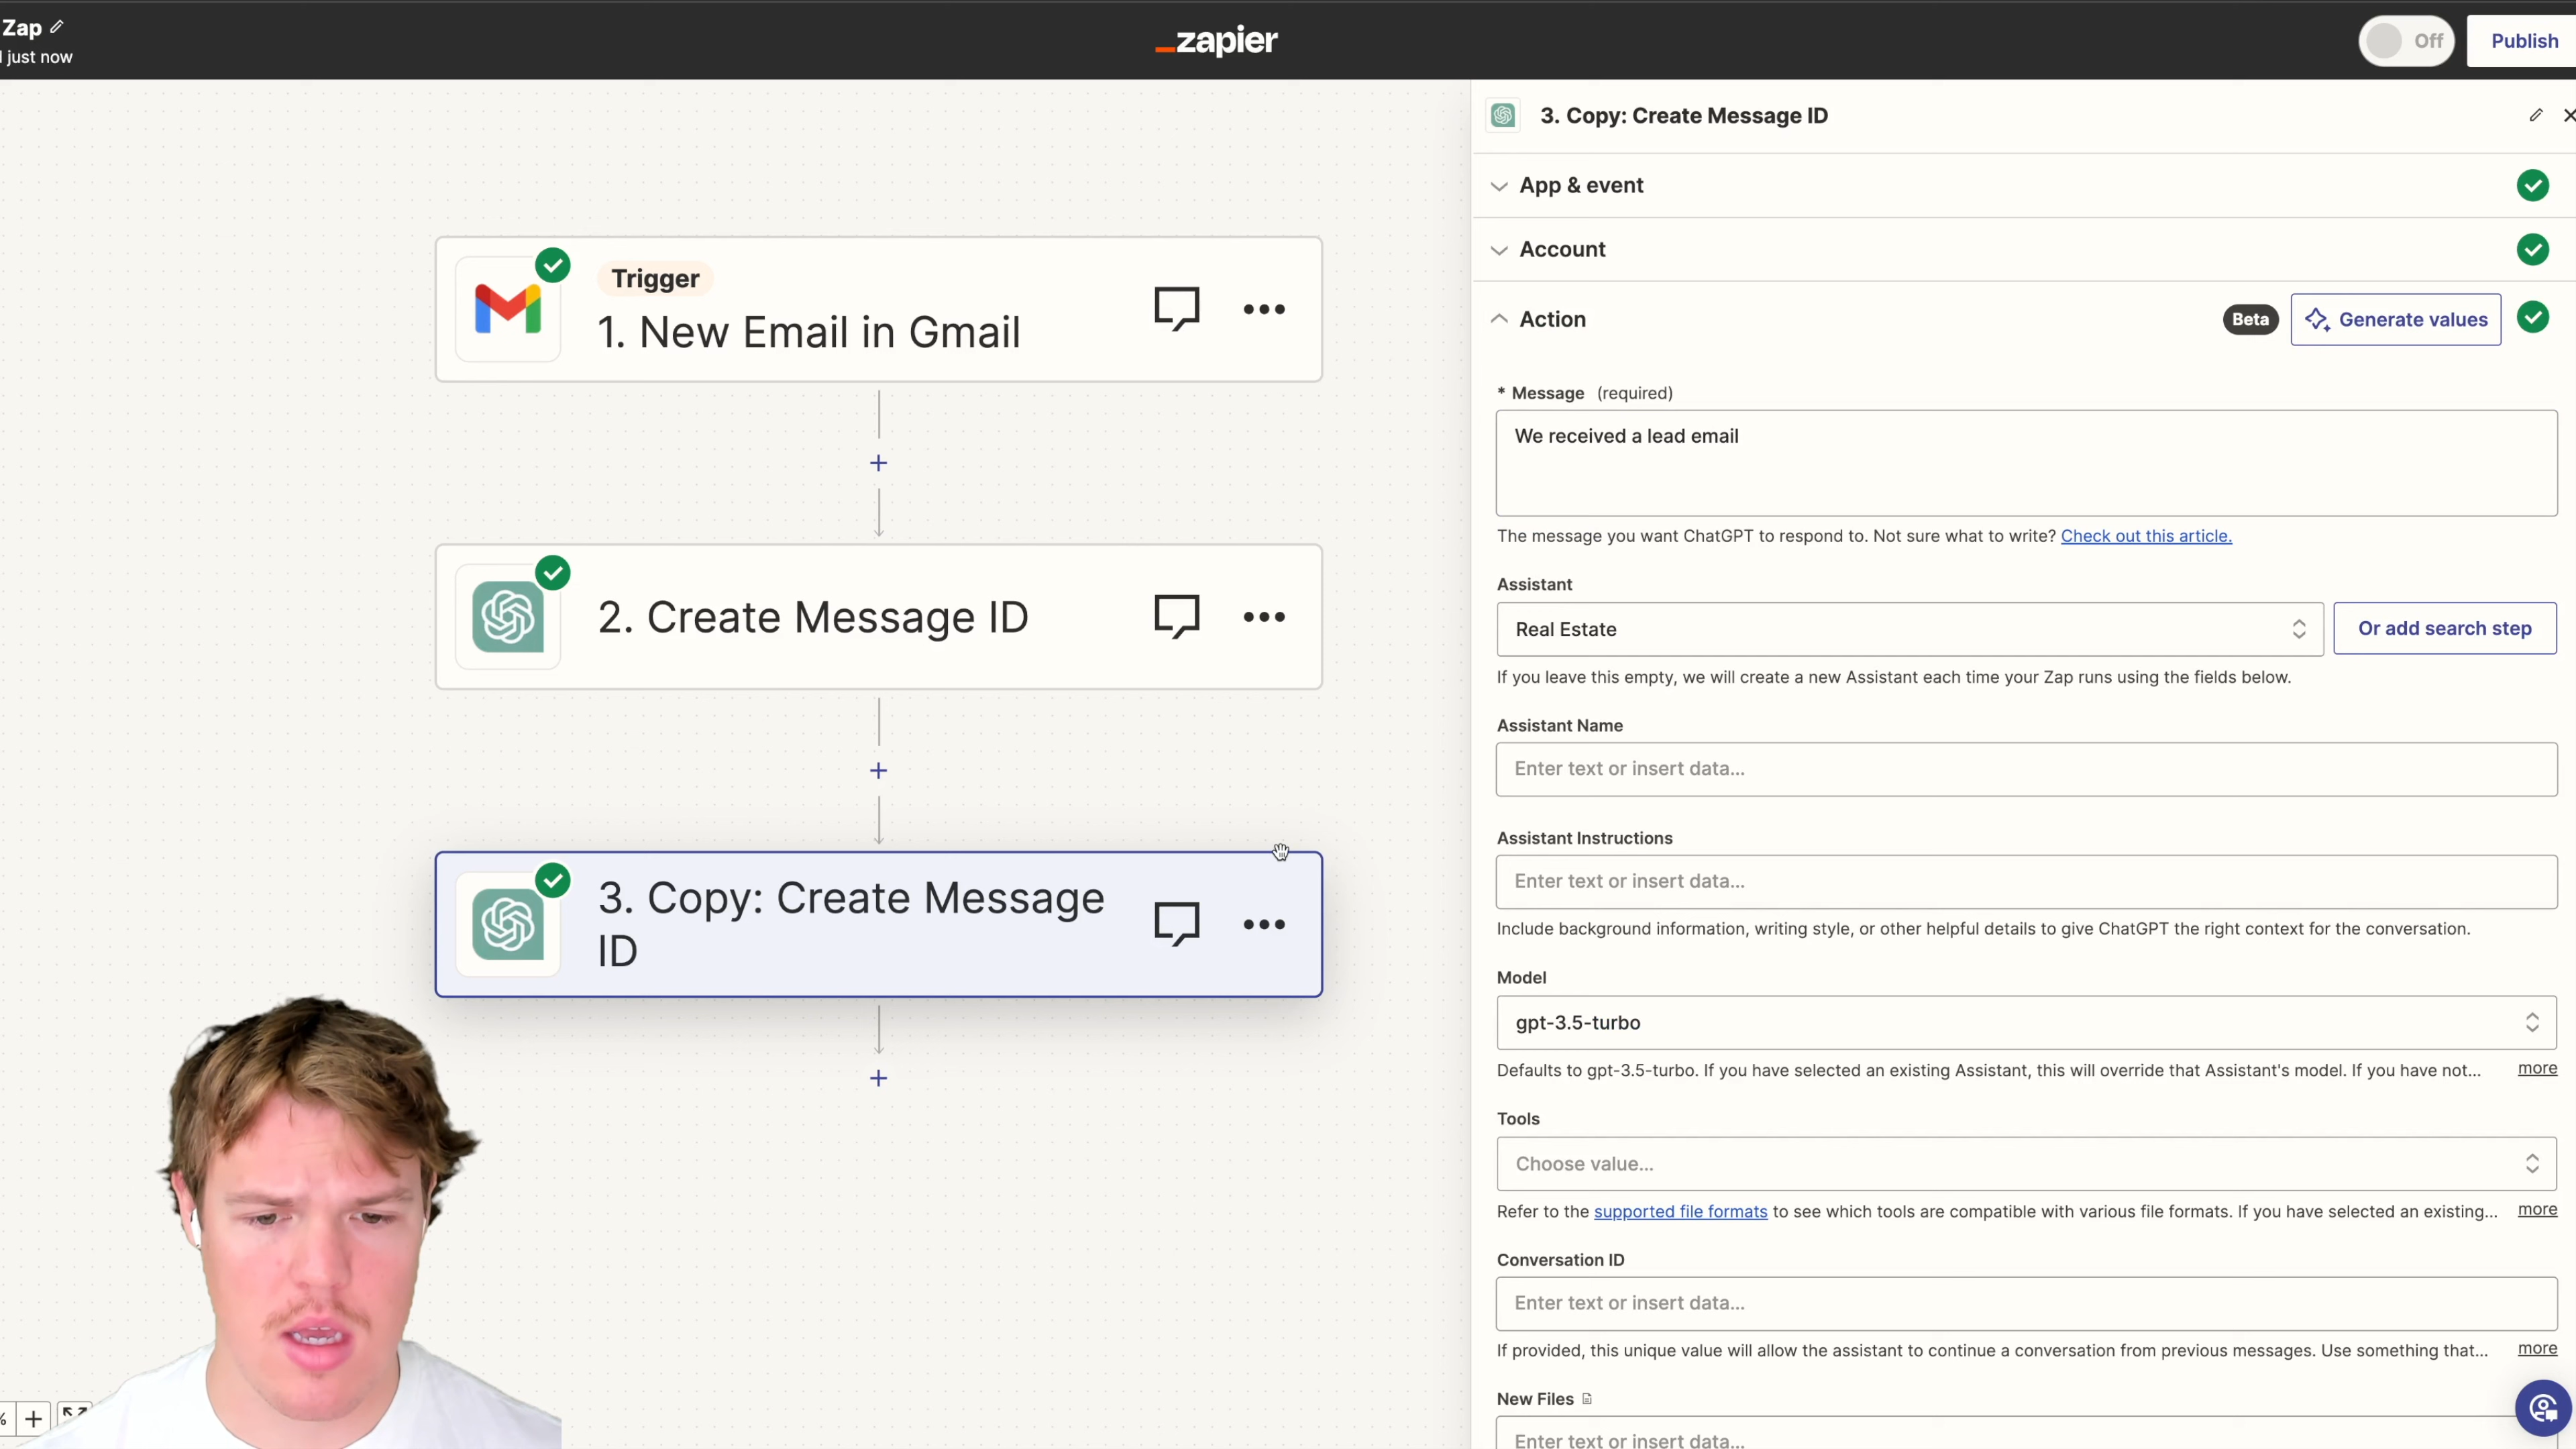 Zap
just now
zapier
Off
Publish
Trigger
1. New Email in Gmail
2. Create Message ID
3. Copy: Create Message
ID
%
3. Copy: Create Message ID
App & event
Account
Action
Beta
Generate values
* Message (required)
We received a lead email
The message you want ChatGPT to respond to. Not sure what to write? Check out this article.
Assistant
Real Estate
Or add search step
If you leave this empty, we will create a new Assistant each time your Zap runs using the fields below.
Assistant Name
Enter text or insert data...
Assistant Instructions
Enter text or insert data...
Include background information, writing style, or other helpful details to give ChatGPT the right context for the conversation.
Model
gpt-3.5-turbo
Defaults to gpt-3.5-turbo. If you have selected an existing Assistant, this will override that Assistant's model. If you have not... more
Tools
Choose value...
Refer to the supported file formats to see which tools are compatible with various file formats. If you have selected an existing... more
Conversation ID
Enter text or insert data...
If provided, this unique value will allow the assistant to continue a conversation from previous messages. Use something that... more
New Files
Enter text or insert data...